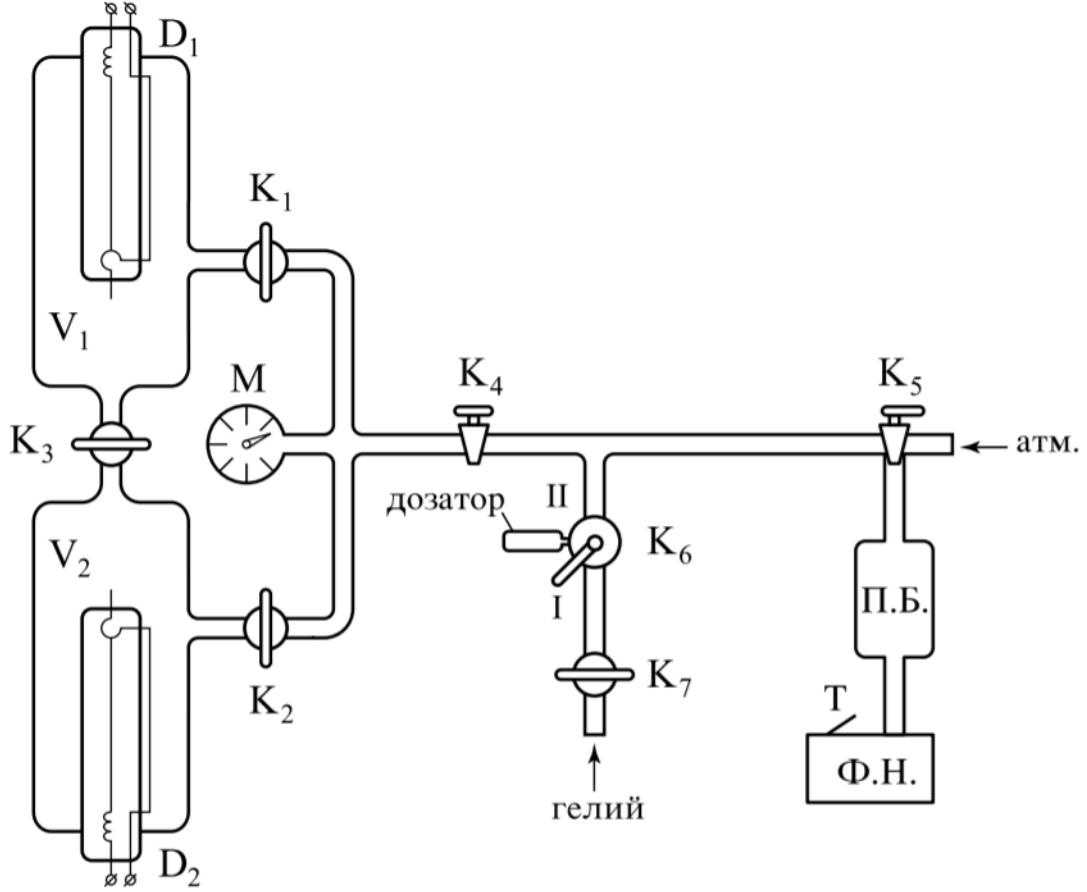 D₁
K₁
V₁
M
K₄
K₅
K₃
атм.
дозатор
II
V₂
K₆
I
П.Б.
K₇
K₂
T
Ф.Н.
гелий
D₂